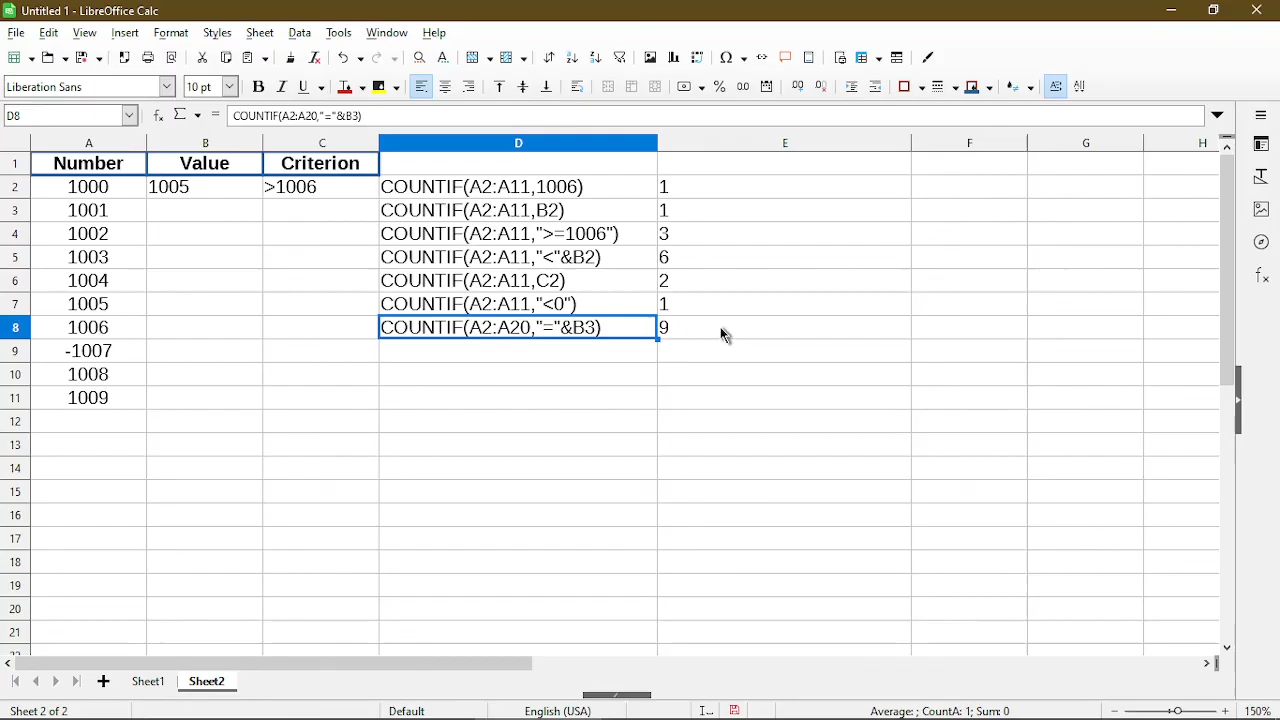 Untitled 1 - LibreOffice Calc
File Edit View Insert Format Styles Sheet Data Tools Window Help
Liberation Sans 10 pt
D8 COUNTIF(A2:A20,"="&B3)
A B C D E F G H
1 Number Value Criterion
2 1000 1005 >1006 COUNTIF(A2:A11,1006) 1
3 1001 COUNTIF(A2:A11,B2) 1
4 1002 COUNTIF(A2:A11,">=1006") 3
5 1003 COUNTIF(A2:A11,"<"&B2) 6
6 1004 COUNTIF(A2:A11,C2) 2
7 1005 COUNTIF(A2:A11,"<0") 1
8 1006 COUNTIF(A2:A20,"="&B3) 9
9 -1007
10 1008
11 1009
12
13
14
15
16
17
18
19
20
21
Sheet1 Sheet2
Sheet 2 of 2 Default English (USA) Average: ; CountA: 1; Sum: 0 150%